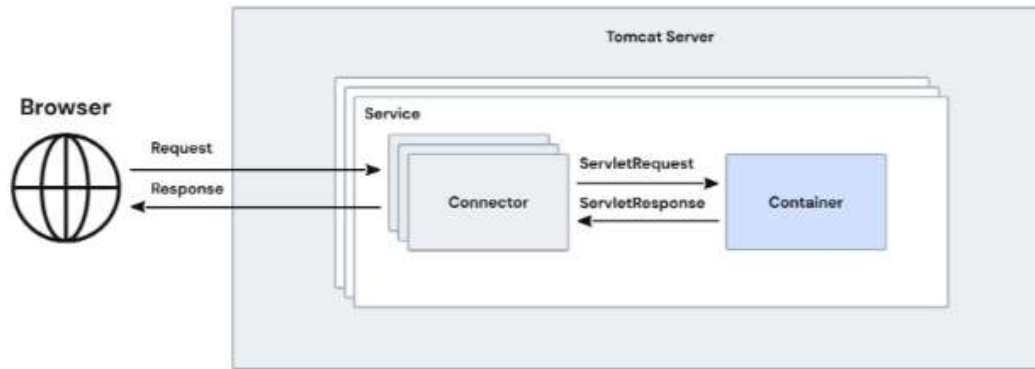 Tomcat Server
Browser
Service
Request
ServletRequest
Response
ServletResponse
Connector
Container